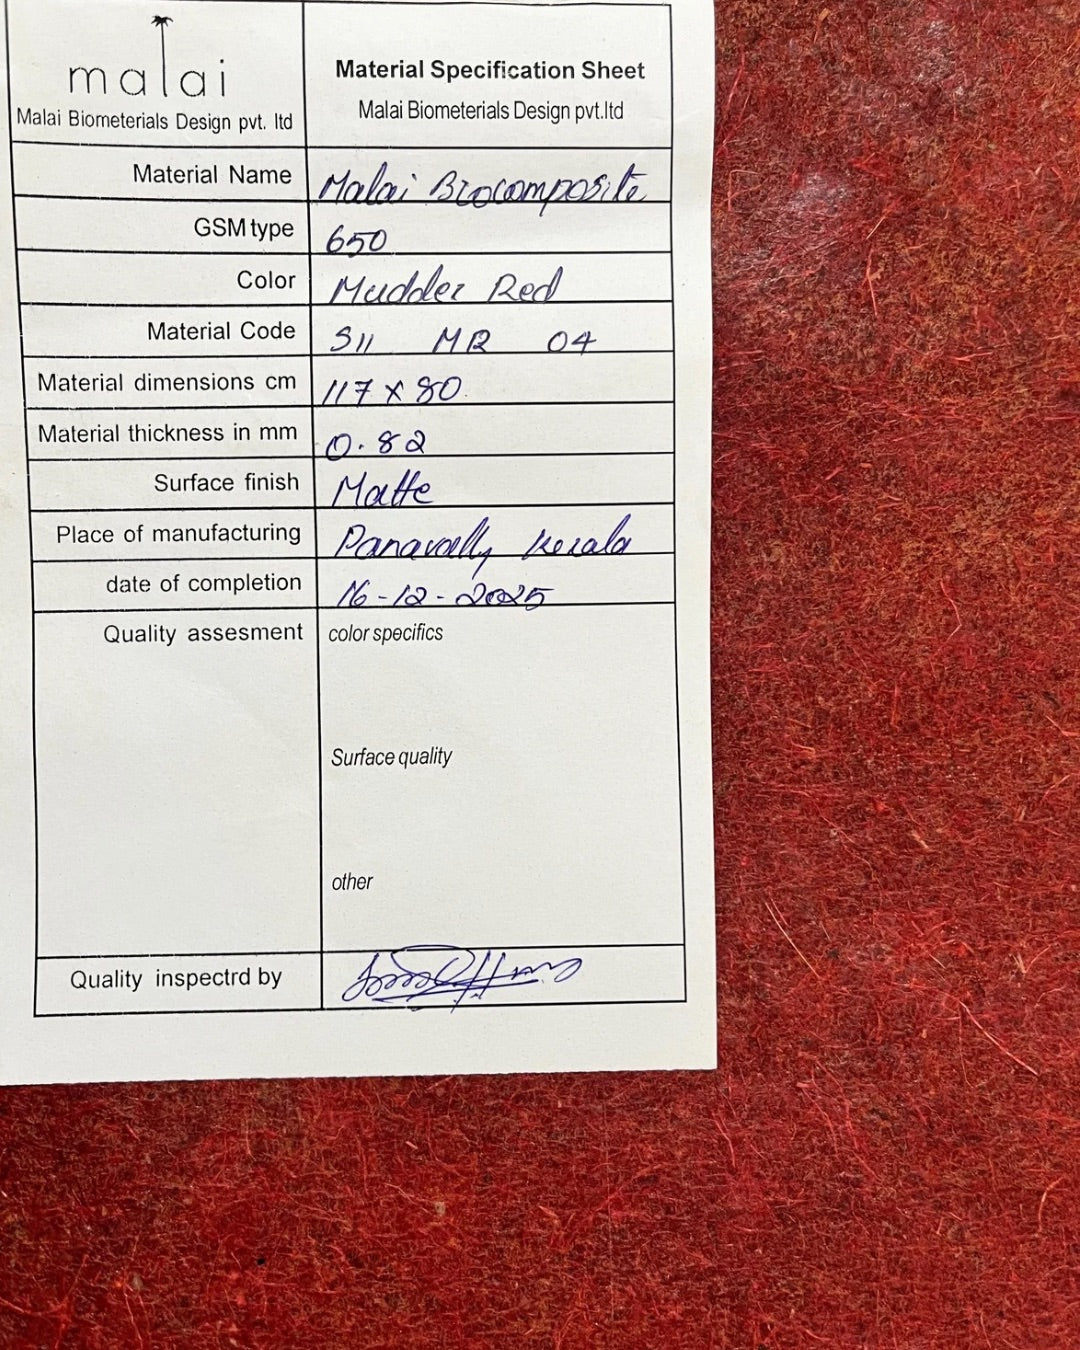 malai
Malai Biometerials Design pvt. ltd
Material Specification Sheet
Malai Biometerials Design pvt.ltd
Material Name Malai Biocomposite
GSM type 650
Color Mudder Red
Material Code S11 MR 04
Material dimensions cm 117 x 80
Material thickness in mm 0.82
Surface finish Matte
Place of manufacturing Panavally Kerala
date of completion 16-12-2025
Quality assesment color specifics
Surface quality
other
Quality inspectrd by